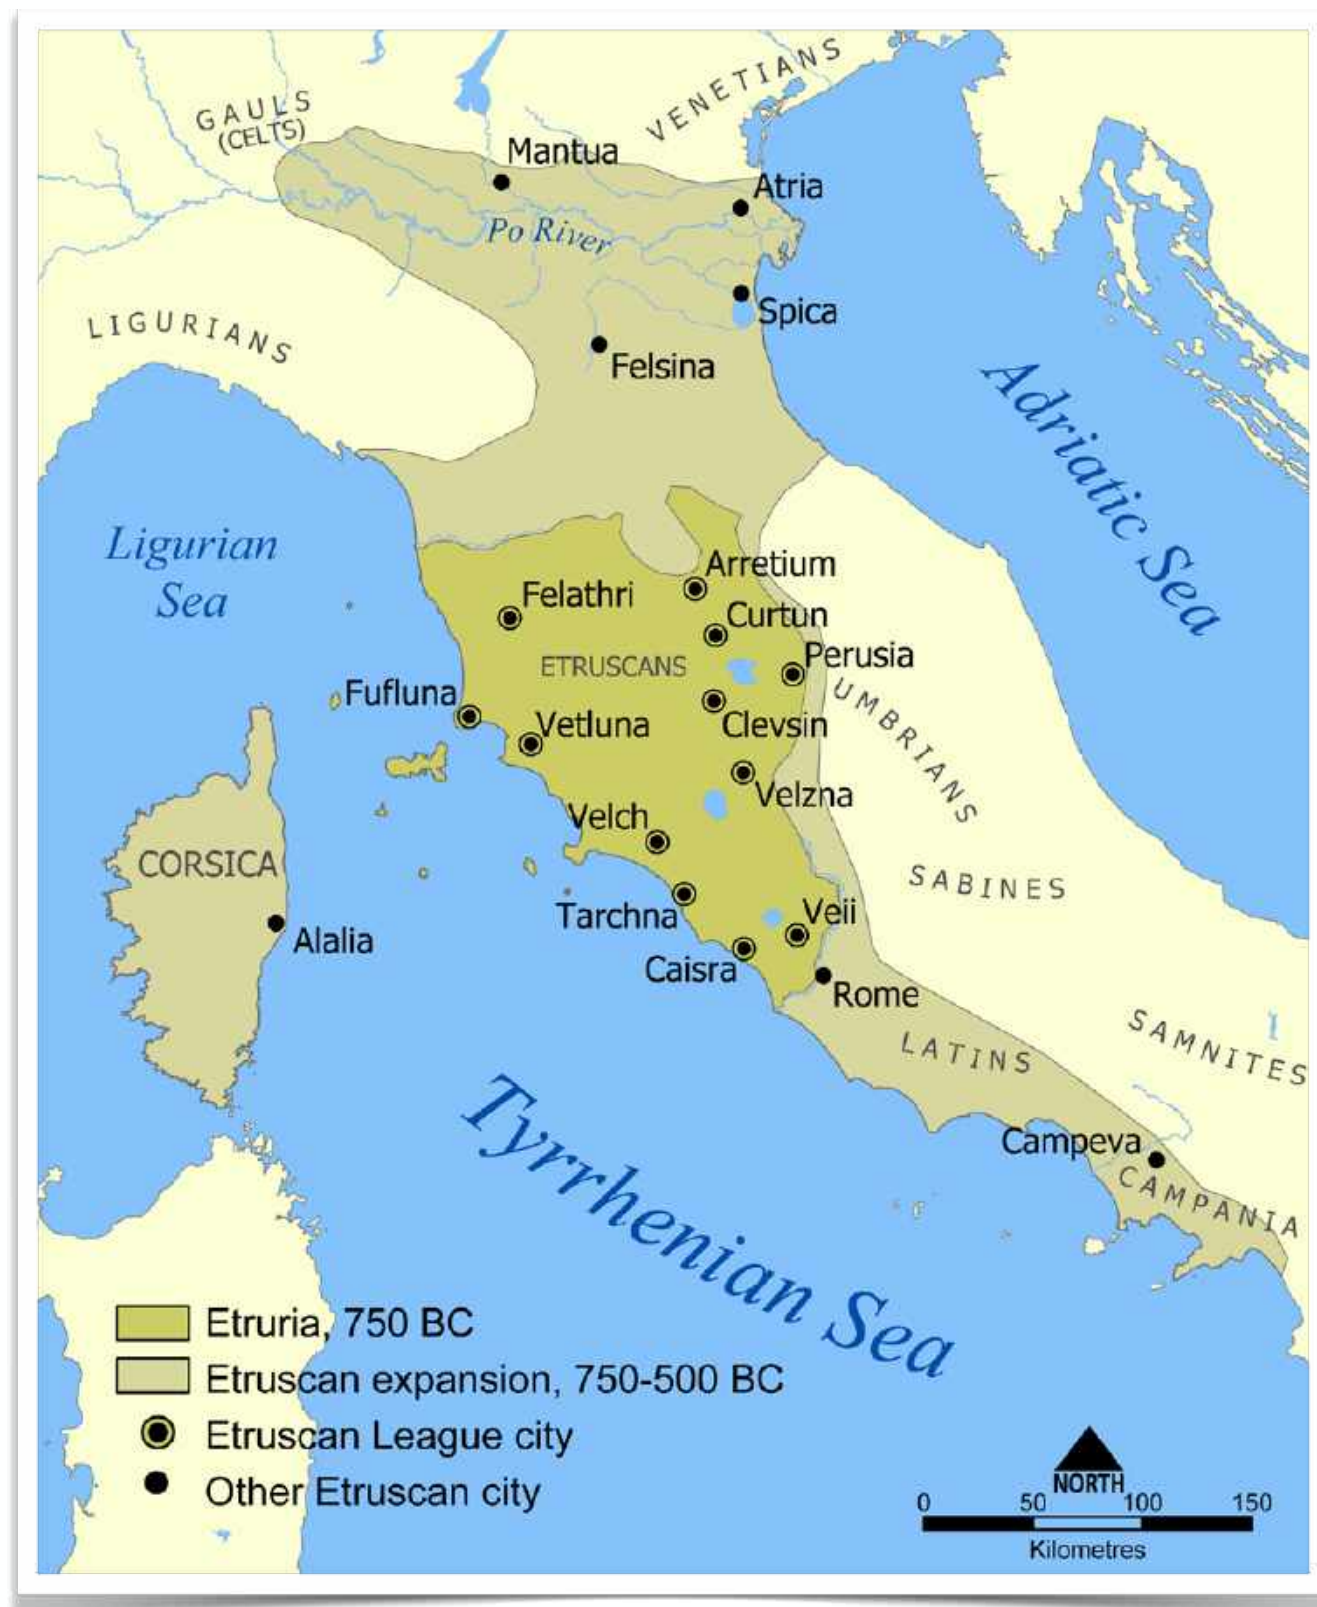 GAULS
(CELTS)
VENETIANS
Mantua
Atria
Po River
Spica
LIGURIANS
Felsina
Adriatic Sea
Ligurian
Sea
Arretium
Felathri
Curtun
ETRUSCANS
Perusia
Fufluna
UMBRIANS
Vetluna
Clevsin
Velzna
Velch
CORSICA
SABINES
Tarchna
Veii
Alalia
Caisra
Rome
LATINS
SAMNITES
Tyrrhenian Sea
Campeva
CAMPANIA
Etruria, 750 BC
Etruscan expansion, 750-500 BC
Etruscan League city
Other Etruscan city
NORTH
0 50 100 150
Kilometres